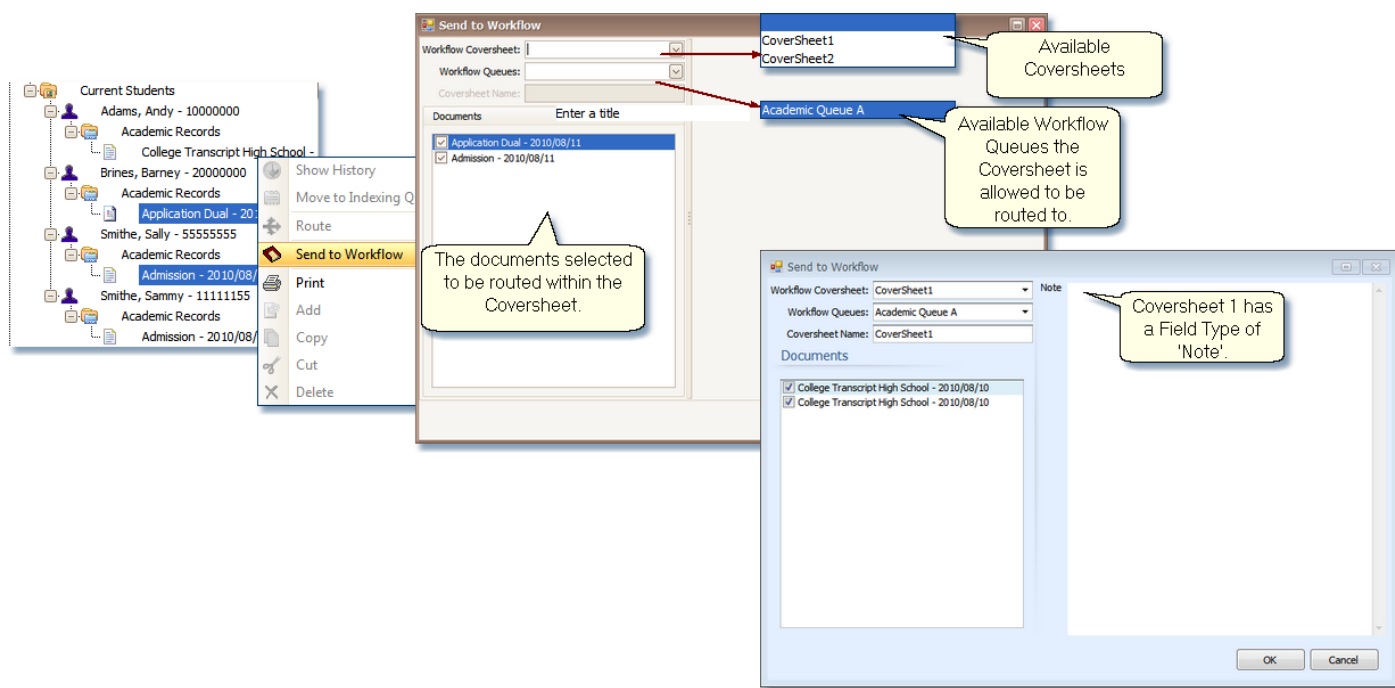 Current Students
Adams, Andy - 10000000
Academic Records
College Transcript High School -
Brines, Barney - 20000000
Academic Records
Application Dual - 20
Smithe, Sally - 55555555
Academic Records
Admission - 2010/08/
Smithe, Sammy - 11111155
Academic Records
Admission - 2010/08/
Show History
Move to Indexing Q
Route
Send to Workflow
Print
Add
Copy
Cut
Delete
Send to Workflow
Workflow Coversheet:
Workflow Queues:
Coversheet Name:
Documents
Enter a title
Application Dual - 2010/08/11
Admission - 2010/08/11
The documents selected
to be routed within the
Coversheet.
CoverSheet1
CoverSheet2
Available
Coversheets
Academic Queue A
Available Workflow
Queues the
Coversheet is
allowed to be
routed to.
Send to Workflow
Workflow Coversheet: CoverSheet1
Workflow Queues: Academic Queue A
Coversheet Name: CoverSheet1
Documents
College Transcript High School - 2010/08/10
College Transcript High School - 2010/08/10
Note
Coversheet 1 has
a Field Type of
'Note'.
OK
Cancel